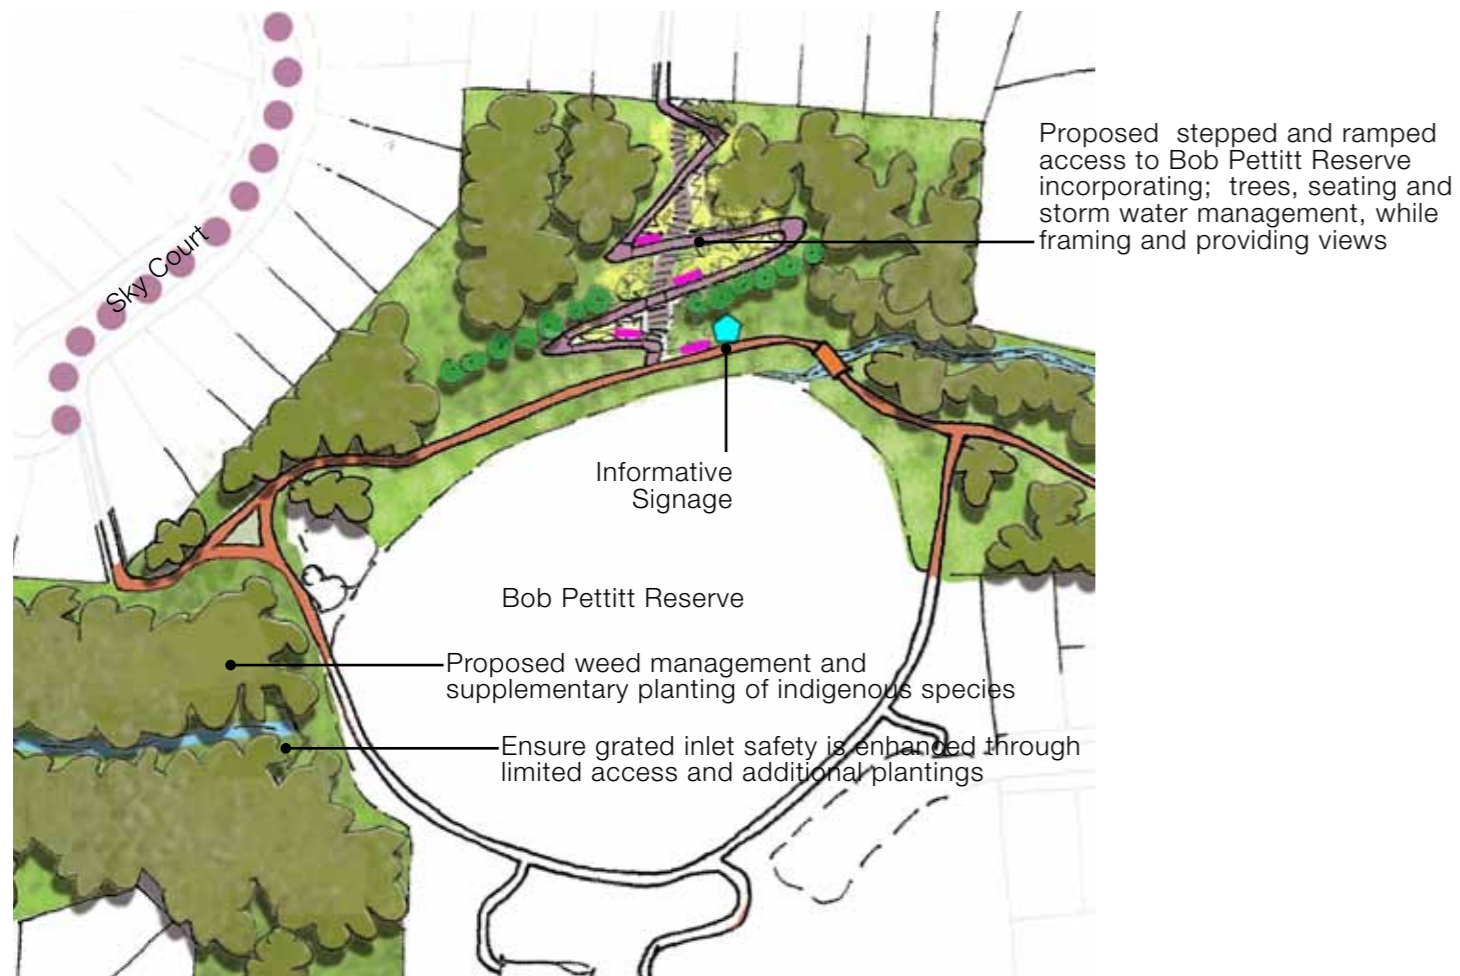 Proposed stepped and ramped
access to Bob Pettitt Reserve
incorporating; trees, seating and
storm water management, while
framing and providing views
Sky Court
Informative
Signage
Bob Pettitt Reserve
Proposed weed management and
supplementary planting of indigenous species
Ensure grated inlet safety is enhanced through
limited access and additional plantings